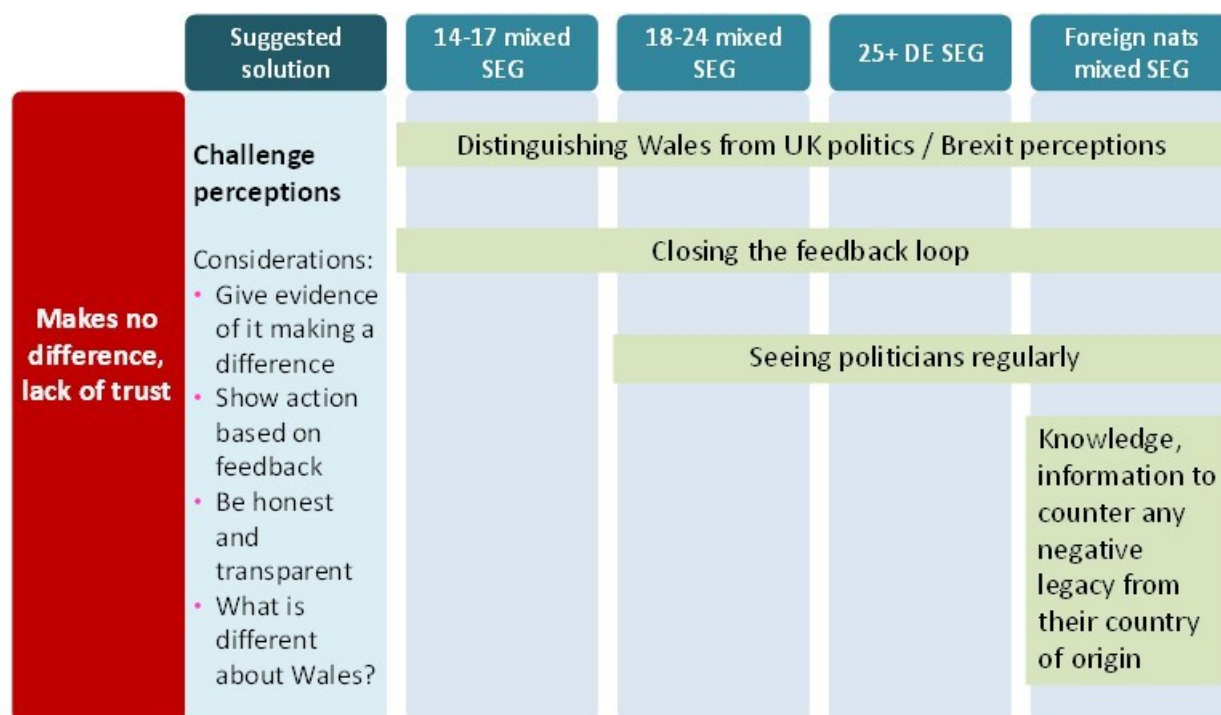 Suggested
solution
14-17 mixed
SEG
18-24 mixed
SEG
25+ DE SEG
Foreign nats
mixed SEG
Makes no
difference,
lack of trust
Challenge
perceptions
Considerations:
• Give evidence
of it making a
difference
• Show action
based on
feedback
• Be honest
and
transparent
• What is
different
about Wales?
Distinguishing Wales from UK politics / Brexit perceptions
Closing the feedback loop
Seeing politicians regularly
Knowledge,
information to
counter any
negative
legacy from
their country
of origin